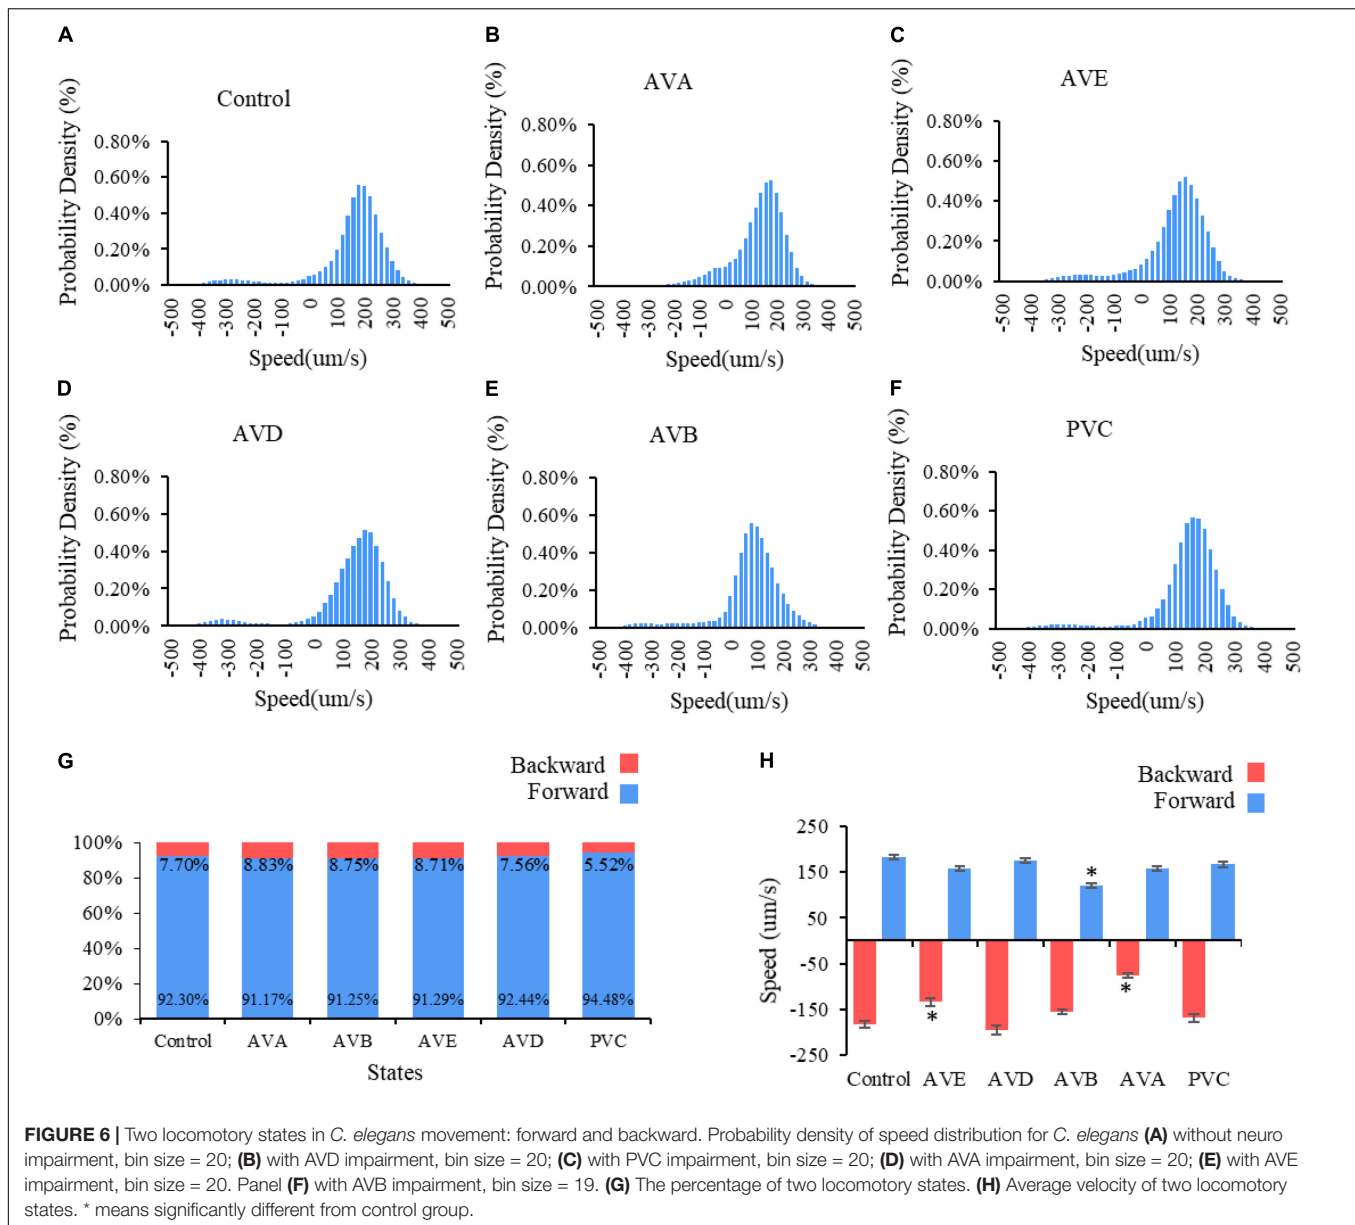 A
Control
Probability Density (%)
0.80%
0.60%
0.40%
0.20%
0.00%
-500
-400
-300
-200
-100
0
100
200
300
400
500
Speed(um/s)
B
AVA
Probability Density (%)
0.80%
0.60%
0.40%
0.20%
0.00%
-500
-400
-300
-200
-100
0
100
200
300
400
500
Speed(um/s)
C
AVE
Probability Density (%)
0.80%
0.60%
0.40%
0.20%
0.00%
-500
-400
-300
-200
-100
0
100
200
300
400
500
Speed(um/s)
D
AVD
Probability Density (%)
0.80%
0.60%
0.40%
0.20%
0.00%
-500
-400
-300
-200
-100
0
100
200
300
400
500
Speed(um/s)
E
AVB
Probability Density (%)
0.80%
0.60%
0.40%
0.20%
0.00%
-500
-400
-300
-200
-100
0
100
200
300
400
500
Speed(um/s)
F
PVC
Probability Density (%)
0.80%
0.60%
0.40%
0.20%
0.00%
-500
-400
-300
-200
-100
0
100
200
300
400
500
Speed(um/s)
G
Backward
Forward
100%
80%
60%
40%
20%
0%
7.70% 8.83% 8.75% 8.71% 7.56% 5.52%
92.30% 91.17% 91.25% 91.29% 92.44% 94.48%
Control AVA AVB AVE AVD PVC
States
H
Backward
Forward
Speed (um/s)
250
150
50
-50
-150
-250
*
*
*
Control AVE AVD AVB AVA PVC
FIGURE 6 | Two locomotory states in C. elegans movement: forward and backward. Probability density of speed distribution for C. elegans (A) without neuro
impairment, bin size = 20; (B) with AVD impairment, bin size = 20; (C) with PVC impairment, bin size = 20; (D) with AVA impairment, bin size = 20; (E) with AVE
impairment, bin size = 20. Panel (F) with AVB impairment, bin size = 19. (G) The percentage of two locomotory states. (H) Average velocity of two locomotory
states. * means significantly different from control group.